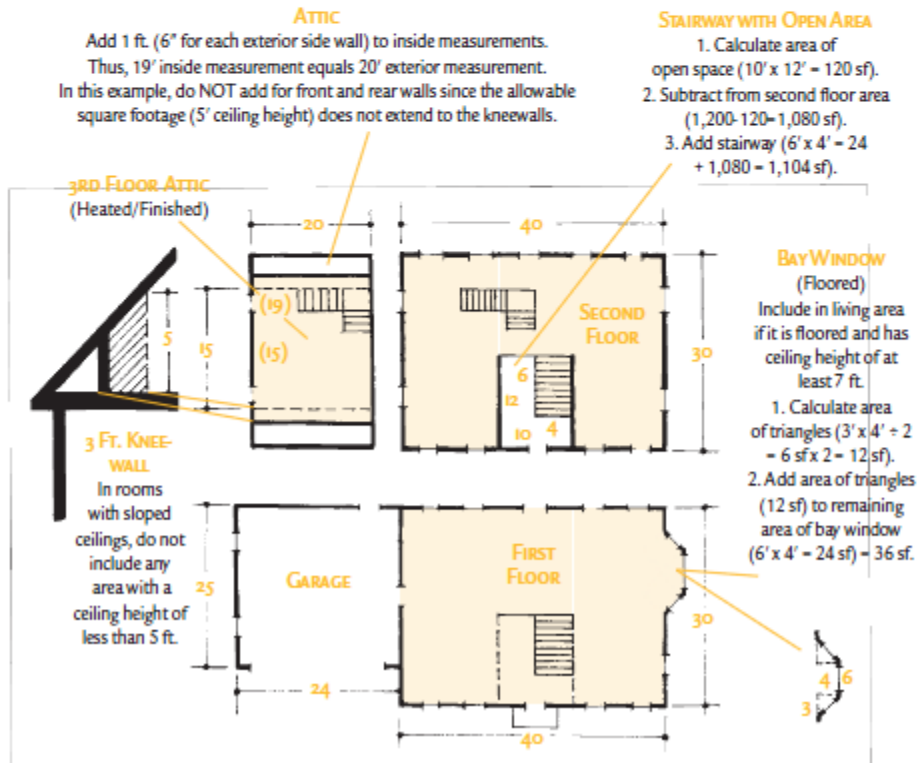 ATTIC
Add 1 ft. (6" for each exterior side wall) to inside measurements.
Thus, 19' inside measurement equals 20' exterior measurement.
In this example, do NOT add for front and rear walls since the allowable
square footage (5' ceiling height) does not extend to the kneewalls.
STAIRWAY WITH OPEN AREA
1. Calculate area of
open space (10' x 12' = 120 sf).
2. Subtract from second floor area
(1,200-120=1,080 sf).
3. Add stairway (6' x 4' = 24
+ 1,080 = 1,104 sf).
3RD FLOOR ATTIC
(Heated/Finished)
20
40
(19)
5
15
(15)
SECOND
FLOOR
30
6
12
10
4
BAY WINDOW
(Floored)
Include in living area
if it is floored and has
ceiling height of at
least 7 ft.
1. Calculate area
of triangles (3' x 4' ÷ 2
= 6 sf x 2 = 12 sf).
2. Add area of triangles
(12 sf) to remaining
area of bay window
(6' x 4' = 24 sf) = 36 sf.
3 FT. KNEE-
WALL
In rooms
with sloped
ceilings, do not
include any
area with a
ceiling height of
less than 5 ft.
25
GARAGE
24
FIRST
FLOOR
30
40
4
6
3